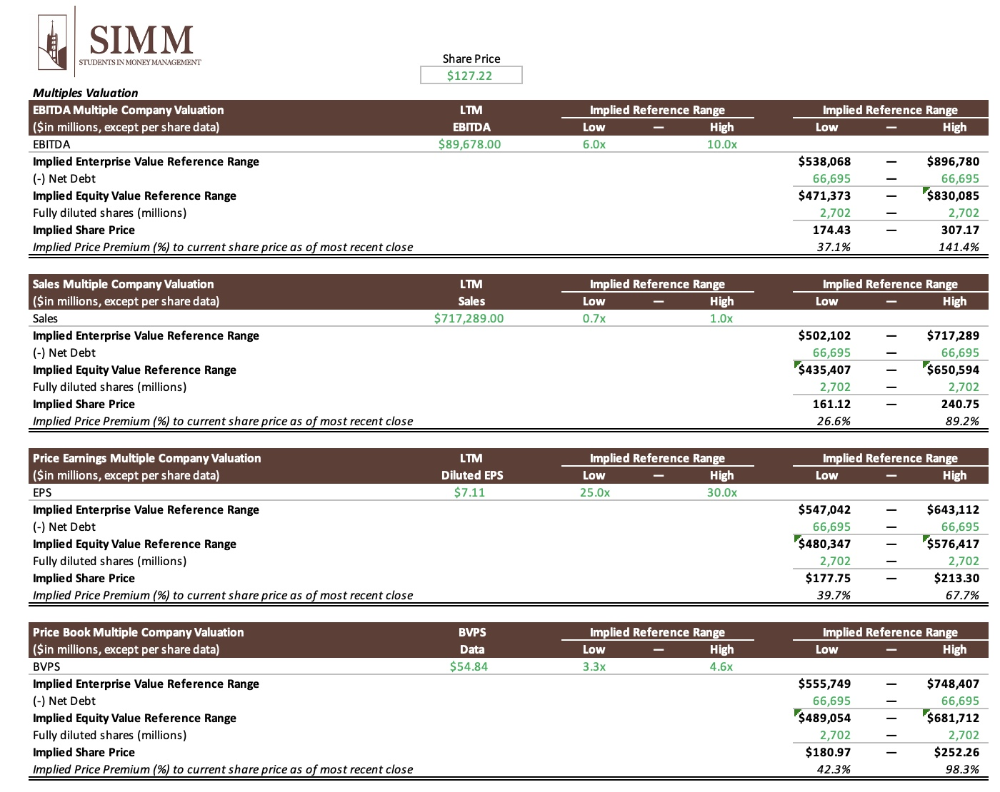 SIMM
STUDENTS IN MONEY MANAGEMENT
Share Price
$127.22
Multiples Valuation
EBITDA Multiple Company Valuation LTM Implied Reference Range Implied Reference Range
($in millions, except per share data) EBITDA Low — High Low — High
EBITDA $89,678.00 6.0x 10.0x
Implied Enterprise Value Reference Range $538,068 — $896,780
(-) Net Debt 66,695 — 66,695
Implied Equity Value Reference Range $471,373 — $830,085
Fully diluted shares (millions) 2,702 — 2,702
Implied Share Price 174.43 — 307.17
Implied Price Premium (%) to current share price as of most recent close 37.1% 141.4%
Sales Multiple Company Valuation LTM Implied Reference Range Implied Reference Range
($in millions, except per share data) Sales Low — High Low — High
Sales $717,289.00 0.7x 1.0x
Implied Enterprise Value Reference Range $502,102 — $717,289
(-) Net Debt 66,695 — 66,695
Implied Equity Value Reference Range $435,407 — $650,594
Fully diluted shares (millions) 2,702 — 2,702
Implied Share Price 161.12 — 240.75
Implied Price Premium (%) to current share price as of most recent close 26.6% 89.2%
Price Earnings Multiple Company Valuation LTM Implied Reference Range Implied Reference Range
($in millions, except per share data) Diluted EPS Low — High Low — High
EPS $7.11 25.0x 30.0x
Implied Enterprise Value Reference Range $547,042 — $643,112
(-) Net Debt 66,695 — 66,695
Implied Equity Value Reference Range $480,347 — $576,417
Fully diluted shares (millions) 2,702 — 2,702
Implied Share Price $177.75 — $213.30
Implied Price Premium (%) to current share price as of most recent close 39.7% 67.7%
Price Book Multiple Company Valuation BVPS Implied Reference Range Implied Reference Range
($in millions, except per share data) Data Low — High Low — High
BVPS $54.84 3.3x 4.6x
Implied Enterprise Value Reference Range $555,749 — $748,407
(-) Net Debt 66,695 — 66,695
Implied Equity Value Reference Range $489,054 — $681,712
Fully diluted shares (millions) 2,702 — 2,702
Implied Share Price $180.97 — $252.26
Implied Price Premium (%) to current share price as of most recent close 42.3% 98.3%